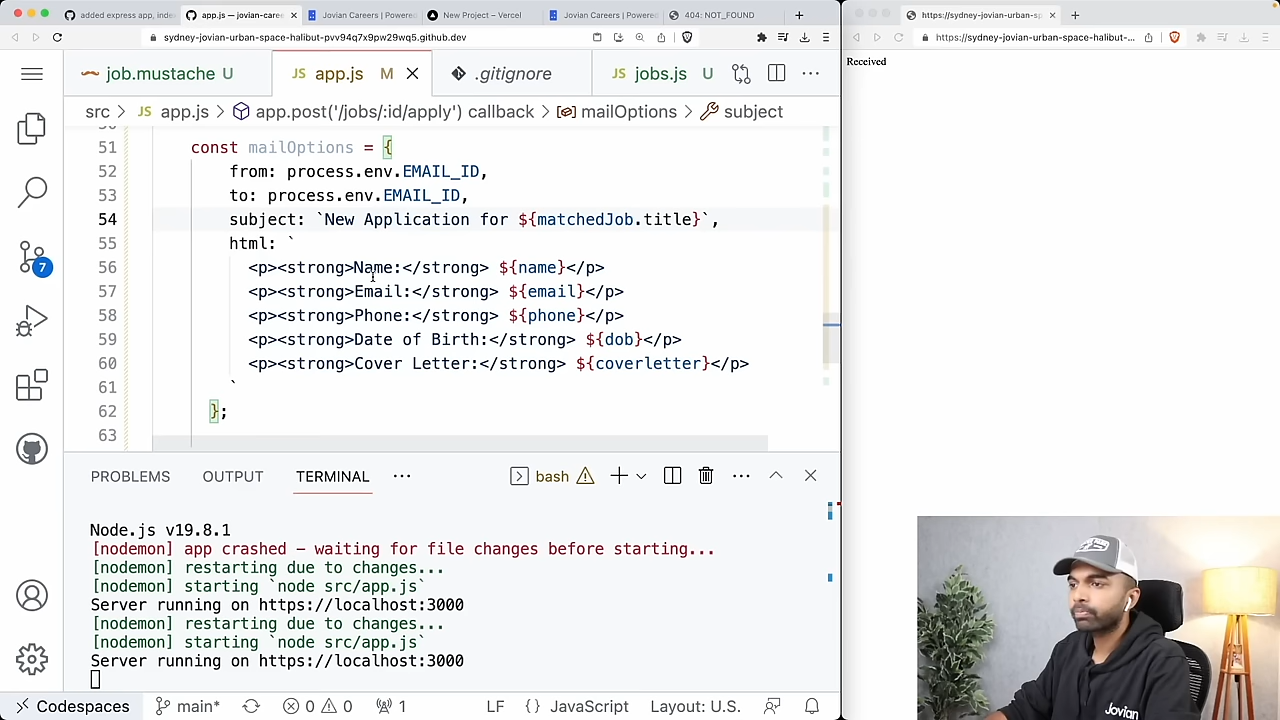 added express app, index
app.js — jovian-caree
Jovian Careers | Powered
New Project – Vercel
Jovian Careers | Powered
404: NOT_FOUND
sydney-jovian-urban-space-halibut-pvv94q7x9pw29wq5.github.dev
https://sydney-jovian-urban-s
https://sydney-jovian-urban-space-halibut-...
Received
job.mustache U
JS app.js M
.gitignore
JS jobs.js U
src > JS app.js > app.post('/jobs/:id/apply') callback > mailOptions > subject
51 const mailOptions = {
52 from: process.env.EMAIL_ID,
53 to: process.env.EMAIL_ID,
54 subject: `New Application for ${matchedJob.title}`,
55 html: `
56 <p><strong>Name:</strong> ${name}</p>
57 <p><strong>Email:</strong> ${email}</p>
58 <p><strong>Phone:</strong> ${phone}</p>
59 <p><strong>Date of Birth:</strong> ${dob}</p>
60 <p><strong>Cover Letter:</strong> ${coverletter}</p>
61 `
62 };
63
7
PROBLEMS OUTPUT TERMINAL ··· bash
Node.js v19.8.1
[nodemon] app crashed – waiting for file changes before starting...
[nodemon] restarting due to changes...
[nodemon] starting `node src/app.js`
Server running on https://localhost:3000
[nodemon] restarting due to changes...
[nodemon] starting `node src/app.js`
Server running on https://localhost:3000
Codespaces main* 0 0 1 LF {} JavaScript Layout: U.S.
Jovian